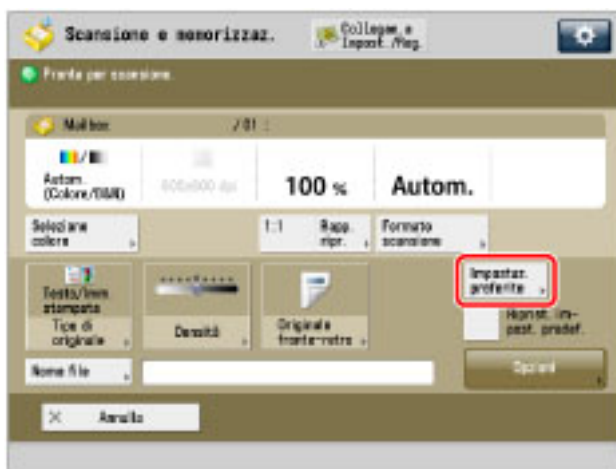 Scansione e memorizzaz.
Collegam. e
Impost./Reg.
Pronta per scansione.
Mailbox /01 :
Autom.
(Colore/B&N)
600x600 dpi
100 %
Autom.
Selezione
colore
1:1 Rapp.
ripr.
Formato
scansione
Testo/Imm.
stampata
Tipo di
originale
Densità
Originale
fronte-retro
Impostaz.
preferite
Riprist. im-
post. predef.
Nome file
Opzioni
× Annulla